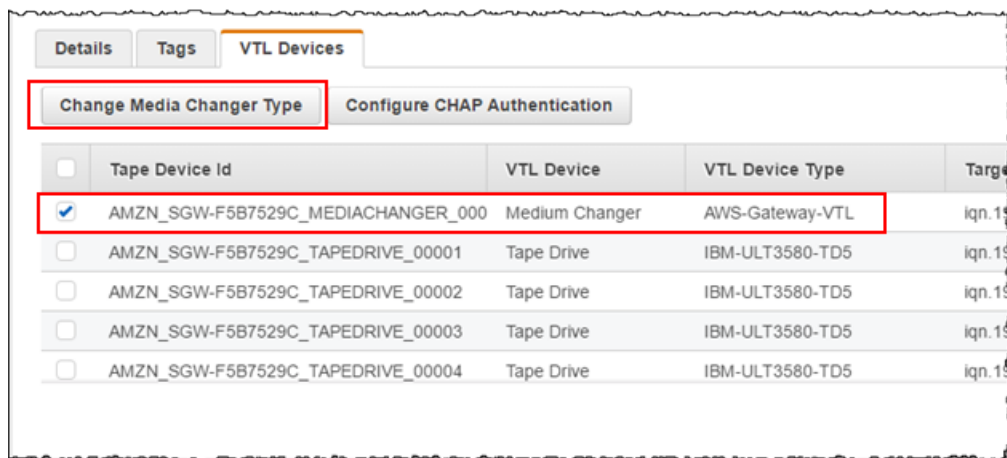 Details Tags VTL Devices
Change Media Changer Type Configure CHAP Authentication
Tape Device Id VTL Device VTL Device Type
AMZN_SGW-F5B7529C_MEDIACHANGER_000 Medium Changer AWS-Gateway-VTL
AMZN_SGW-F5B7529C_TAPEDRIVE_00001 Tape Drive IBM-ULT3580-TD5
AMZN_SGW-F5B7529C_TAPEDRIVE_00002 Tape Drive IBM-ULT3580-TD5
AMZN_SGW-F5B7529C_TAPEDRIVE_00003 Tape Drive IBM-ULT3580-TD5
AMZN_SGW-F5B7529C_TAPEDRIVE_00004 Tape Drive IBM-ULT3580-TD5